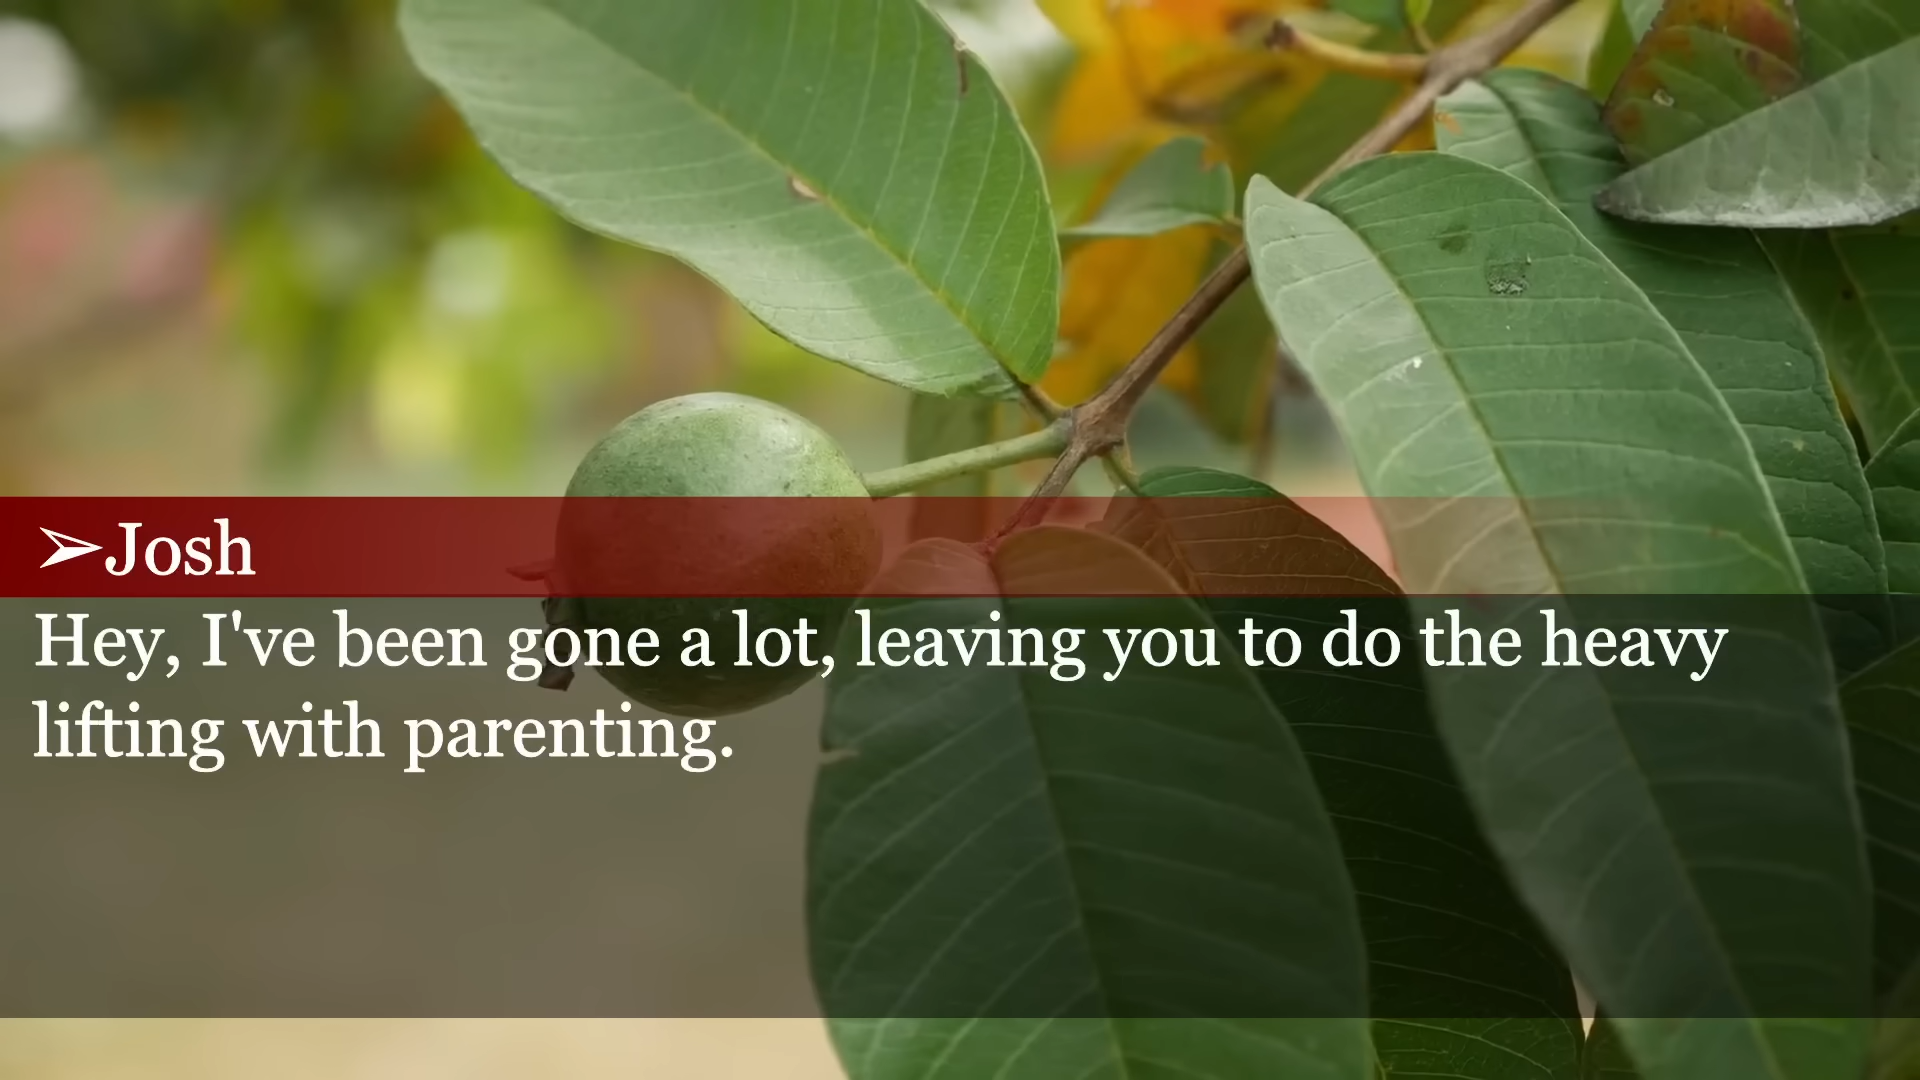 ➢Josh
Hey, I've been gone a lot, leaving you to do the heavy
lifting with parenting.